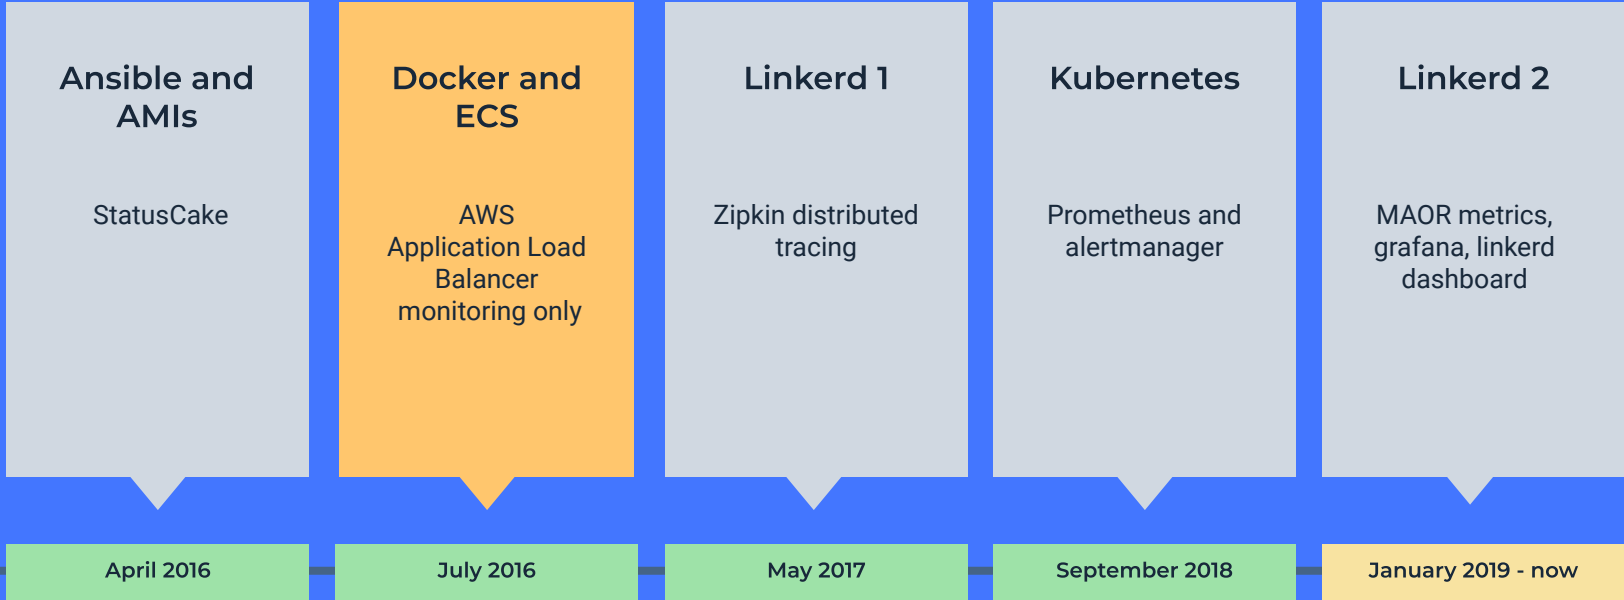 Ansible and
AMIs
StatusCake
April 2016
Docker and
ECS
AWS
Application Load
Balancer
monitoring only
July 2016
Linkerd 1
Zipkin distributed
tracing
May 2017
Kubernetes
Prometheus and
alertmanager
September 2018
Linkerd 2
MAOR metrics,
grafana, linkerd
dashboard
January 2019 - now